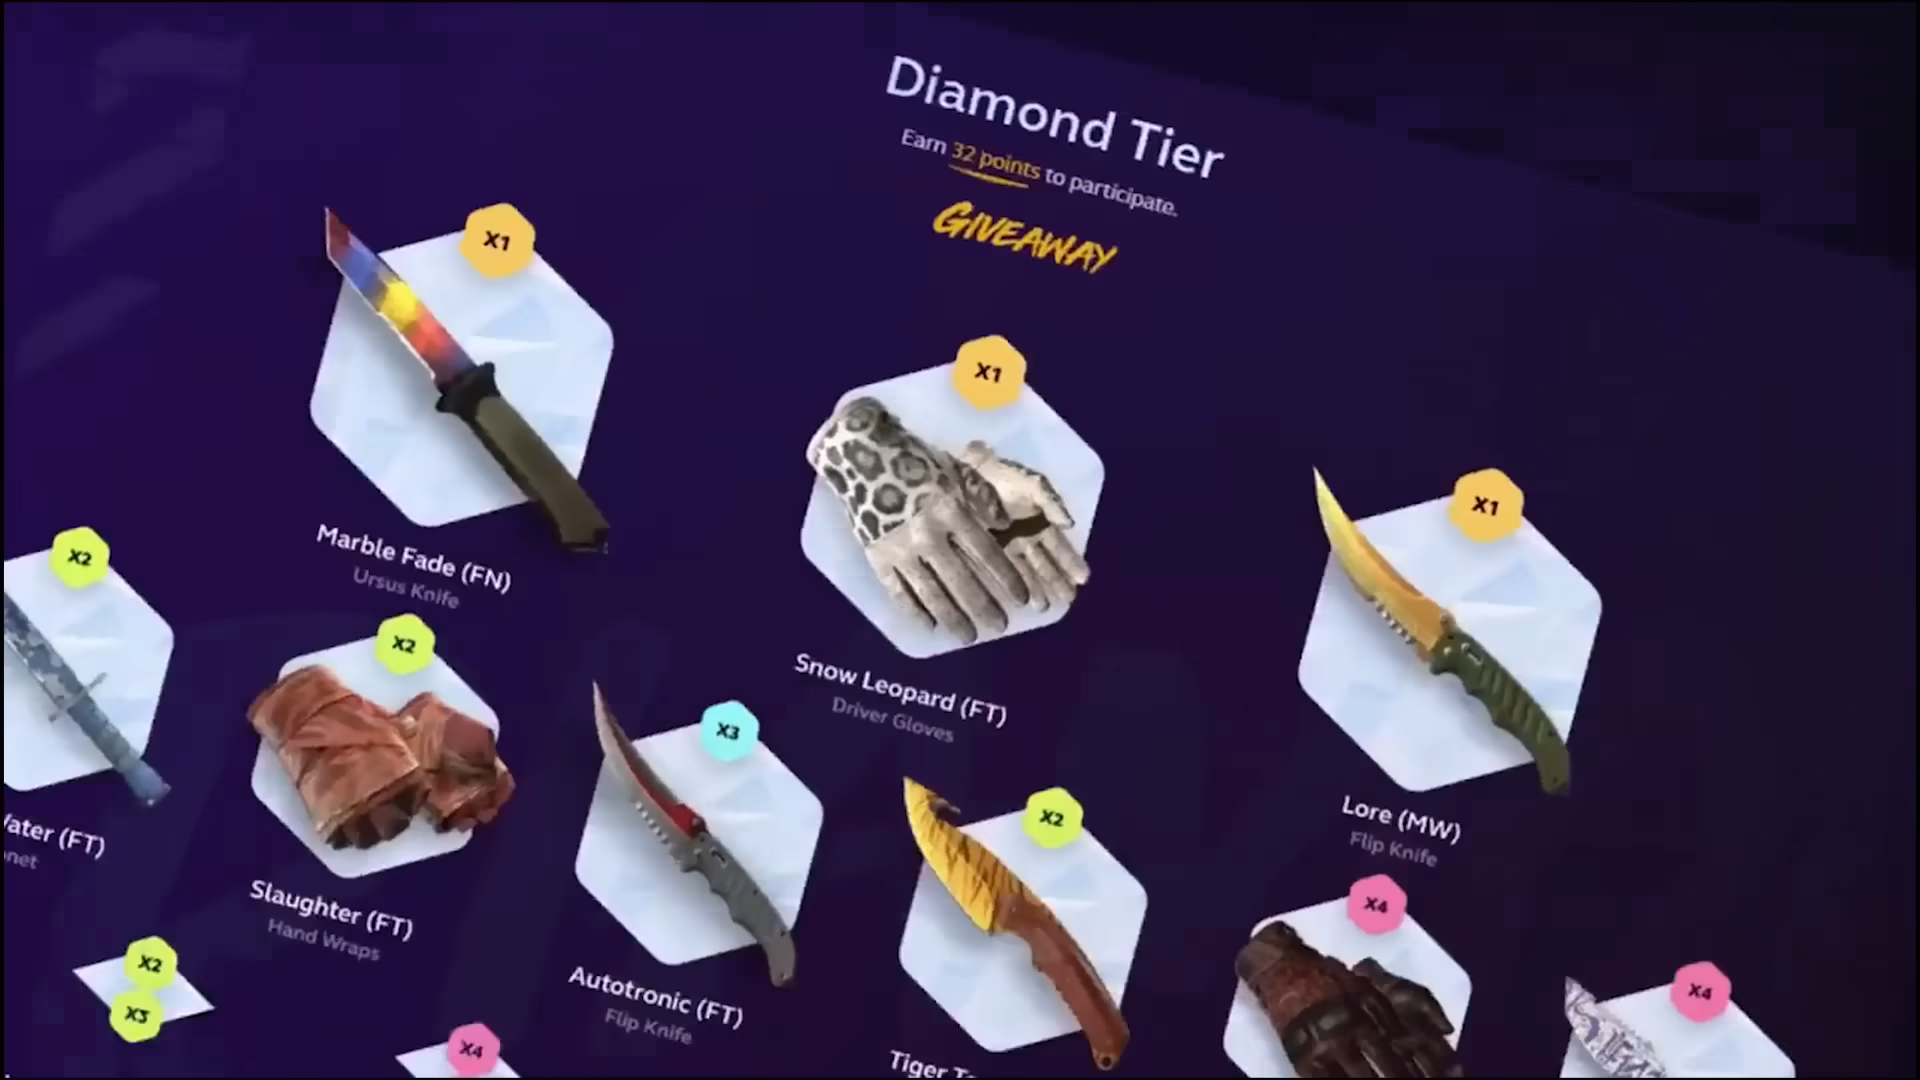 Diamond Tier
Earn 32 points to participate.
GIVEAWAY
X1
Marble Fade (FN)
Ursus Knife
X1
Snow Leopard (FT)
Driver Gloves
X1
Lore (MW)
Flip Knife
X2
(FT)
X2
Slaughter (FT)
Hand Wraps
X3
Autotronic (FT)
Flip Knife
X2
Tiger
X4
X4
X2
X3
X4